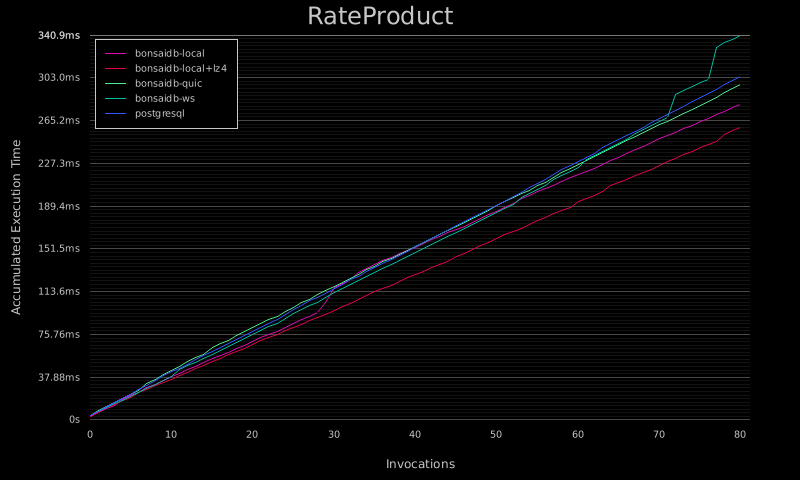 RateProduct
340.9ms
303.0ms
265.2ms
227.3ms
189.4ms
151.5ms
113.6ms
75.76ms
37.88ms
0s
bonsaidb-local
bonsaidb-local+lz4
bonsaidb-quic
bonsaidb-ws
postgresql
Accumulated Execution Time
0 10 20 30 40 50 60 70 80
Invocations